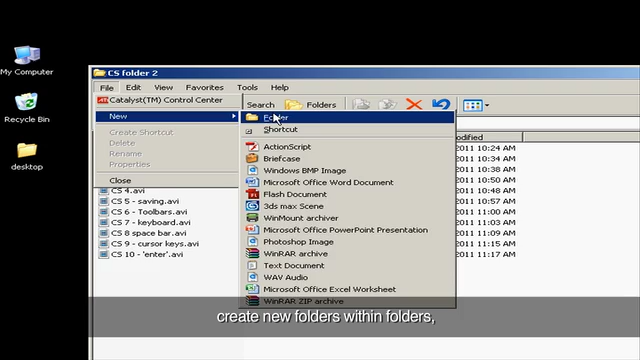 CS folder 2
My Computer
Recycle Bin
desktop
File Edit View Favorites Tools Help
Search Folders
Catalyst(TM) Control Center
New
Create Shortcut
Delete
Rename
Properties
Close
Folder
Shortcut
ActionScript
Briefcase
Windows BMP Image
Microsoft Office Word Document
Flash Document
3ds max Scene
WinMount archiver
Microsoft Office PowerPoint Presentation
Photoshop Image
WinRAR archive
Text Document
WAV Audio
Microsoft Office Excel Worksheet
WinRAR ZIP archive
odified
2011 10:24 AM
2011 10:34 AM
2011 10:38 AM
2011 10:50 AM
CS 4.avi 2011 10:48 AM
CS 5 - saving.avi 2011 10:57 AM
CS 6 - Toolbars.avi 2011 11:02 AM
CS 7 - keyboard.avi 2011 11:07 AM
CS 8 space bar.avi 2011 11:09 AM
CS 9 - cursor keys.avi 2011 11:15 AM
CS 10 - 'enter'.avi 2011 11:17 AM
create new folders within folders,